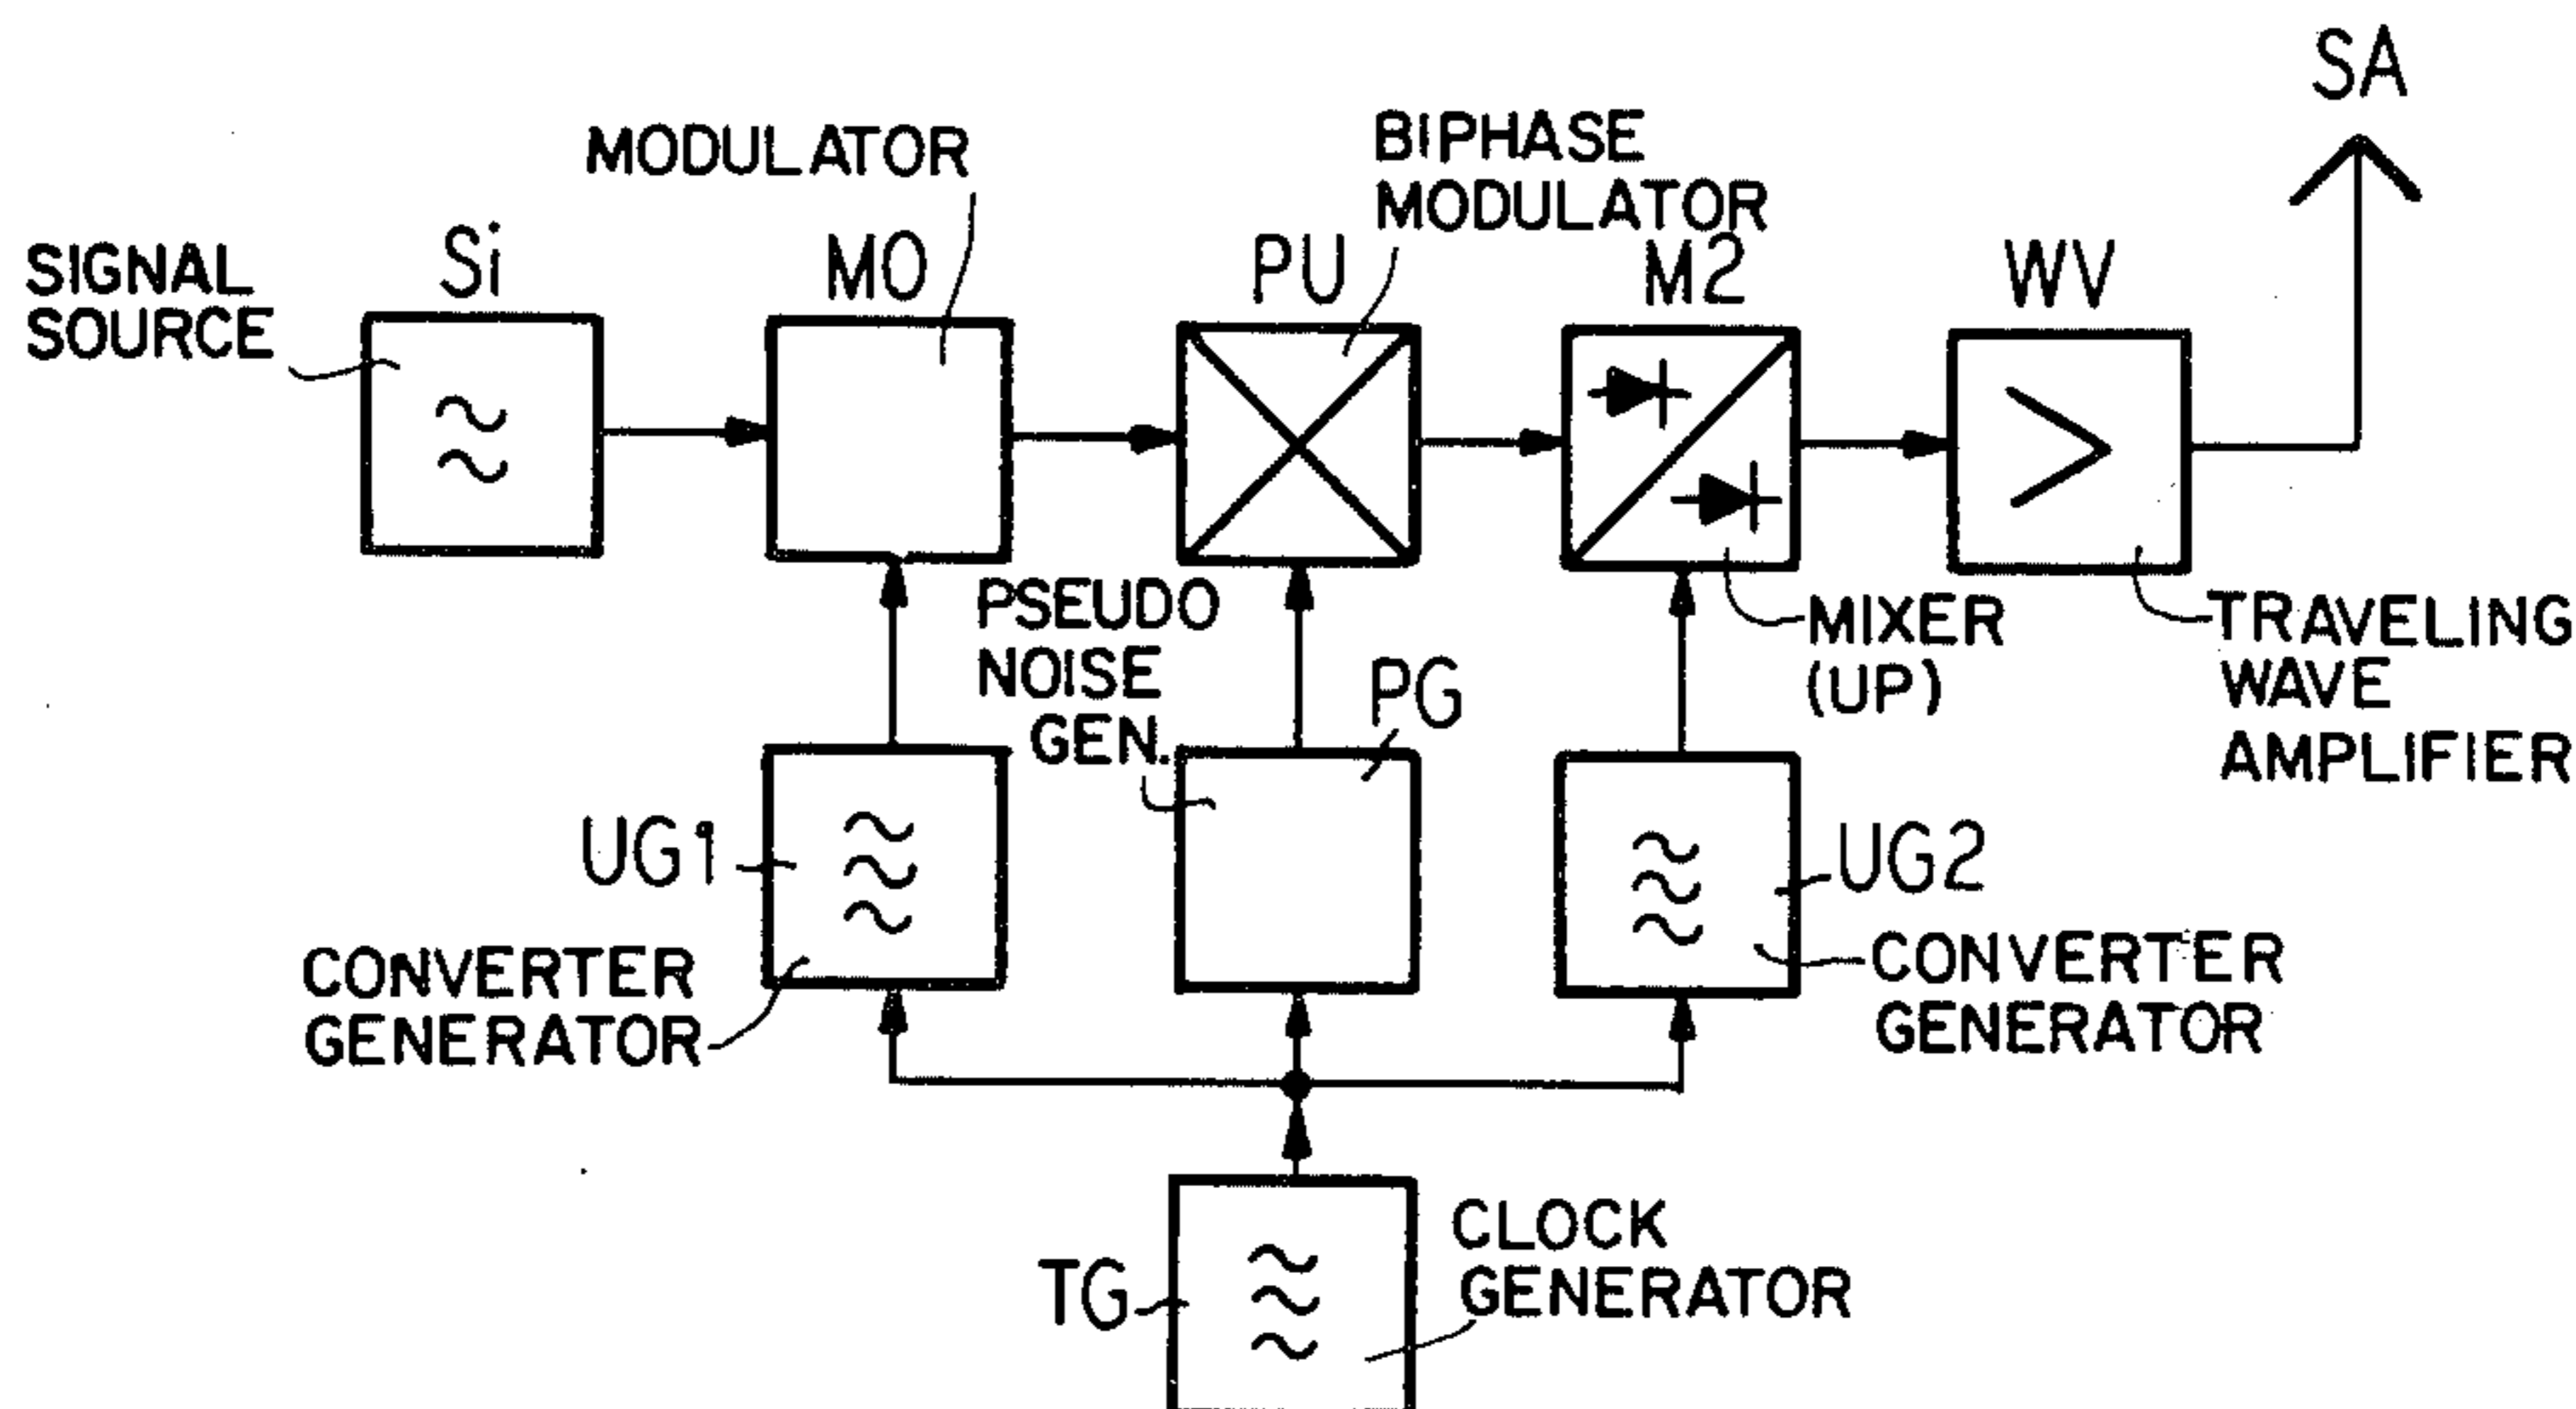 SA
MODULATOR
BIPHASE
MODULATOR
SIGNAL
SOURCE
Si
MO
PU
M2
WV
PSEUDO
NOISE
GEN.
PG
MIXER
(UP)
TRAVELING
WAVE
AMPLIFIER
UG1
UG2
CONVERTER
GENERATOR
CONVERTER
GENERATOR
TG
CLOCK
GENERATOR